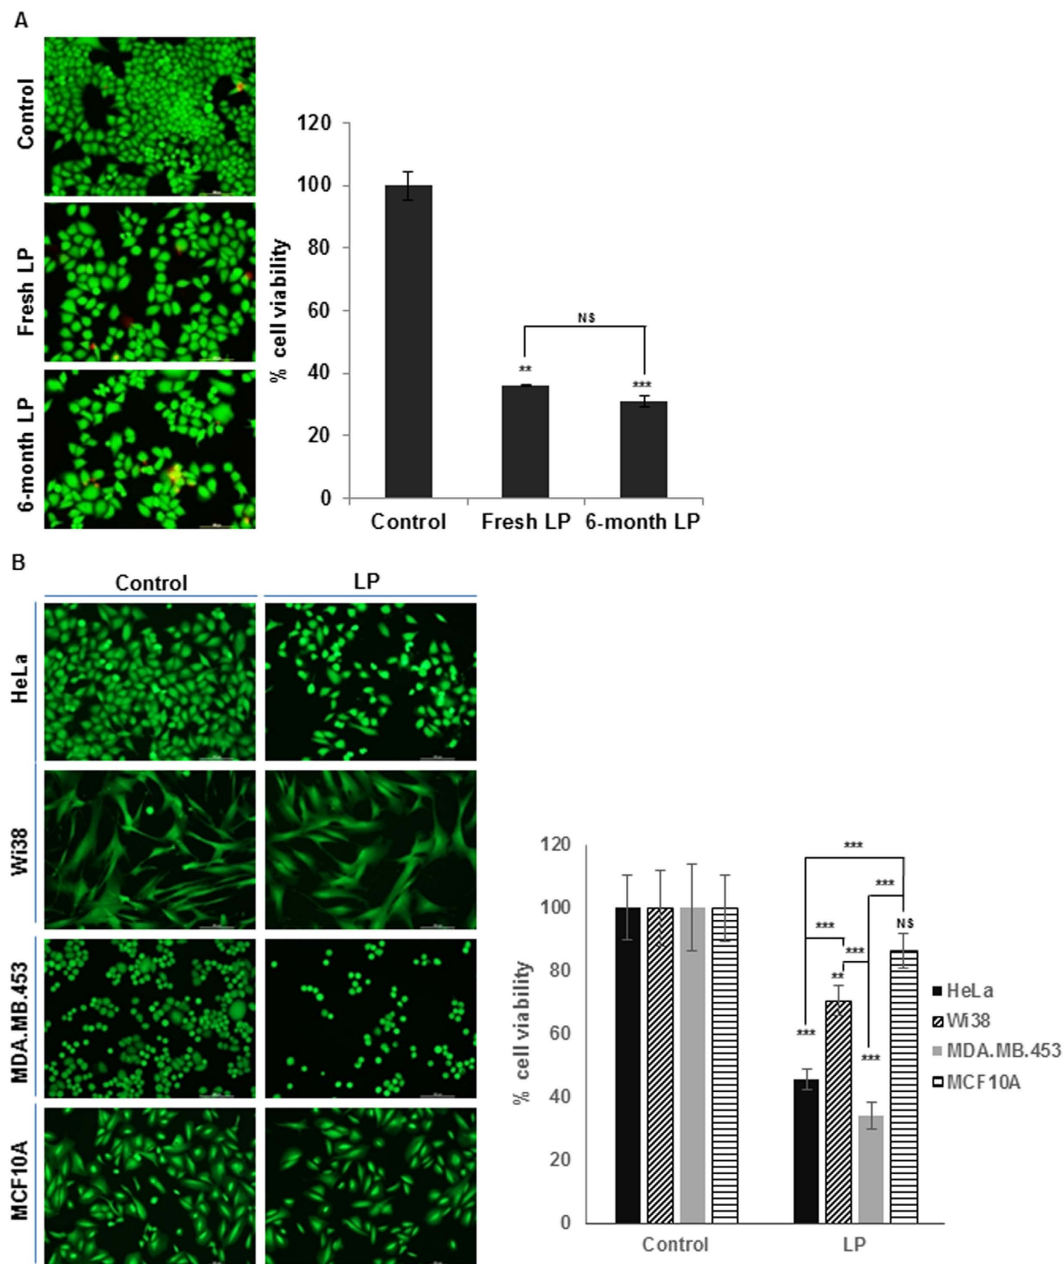 A
Control
Fresh LP
6-month LP
% cell viability
120
100
80
60
40
20
0
NS
**
***
Control
Fresh LP
6-month LP
B
Control
LP
HeLa
Wi38
MDA.MB.453
MCF10A
% cell viability
120
100
80
60
40
20
0
***
***
***
***
NS
**
***
***
Control
LP
HeLa
Wi38
MDA.MB.453
MCF10A